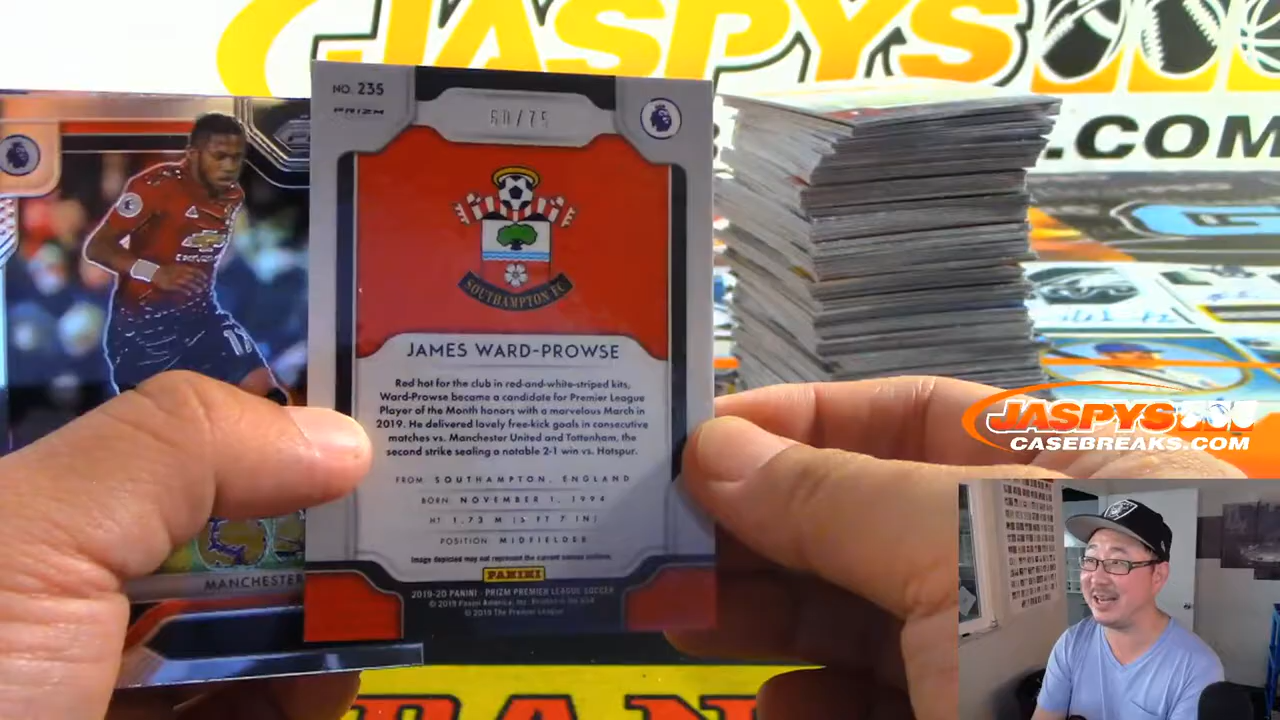 JASPYS
.COM
NO. 235
PRIZM
60/75
SOUTHAMPTON FC
JAMES WARD-PROWSE
Red hot for the club in red-and-white-striped kits,
Ward-Prowse became a candidate for Premier League
Player of the Month honors with a marvelous March in
2019. He delivered lovely free-kick goals in consecutive
matches vs. Manchester United and Tottenham, the
second strike sealing a notable 2-1 win vs. Hotspur.
FROM SOUTHAMPTON, ENGLAND
BORN NOVEMBER 1, 1994
HT 1.73 M (5 FT 7 IN)
POSITION MIDFIELDER
Image depicted may not represent the current season uniform.
PANINI
2019-20 PANINI - PRIZM PREMIER LEAGUE SOCCER
© 2019 Panini America, Inc. Printed in the USA
© 2019 The Premier League
CHEVROLET
17
MANCHESTER
JASPYS
CASEBREAKS.COM